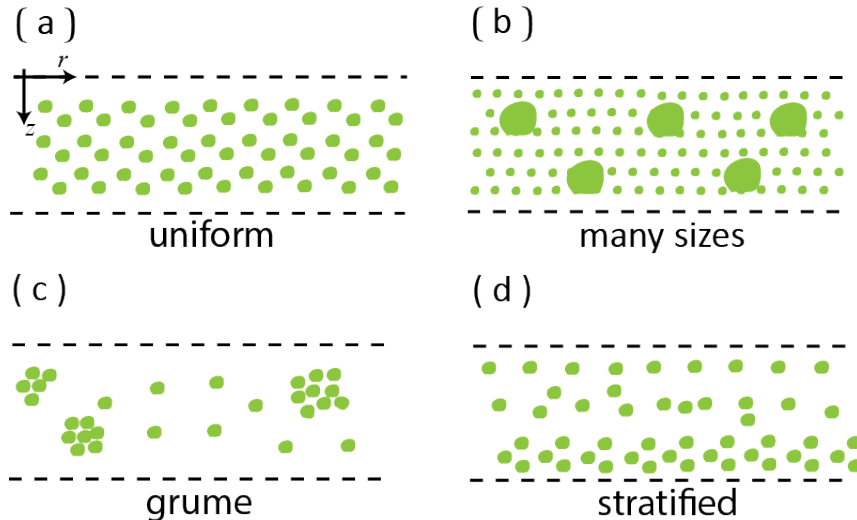 (a)
r
z
uniform
(b)
many sizes
(c)
grume
(d)
stratified